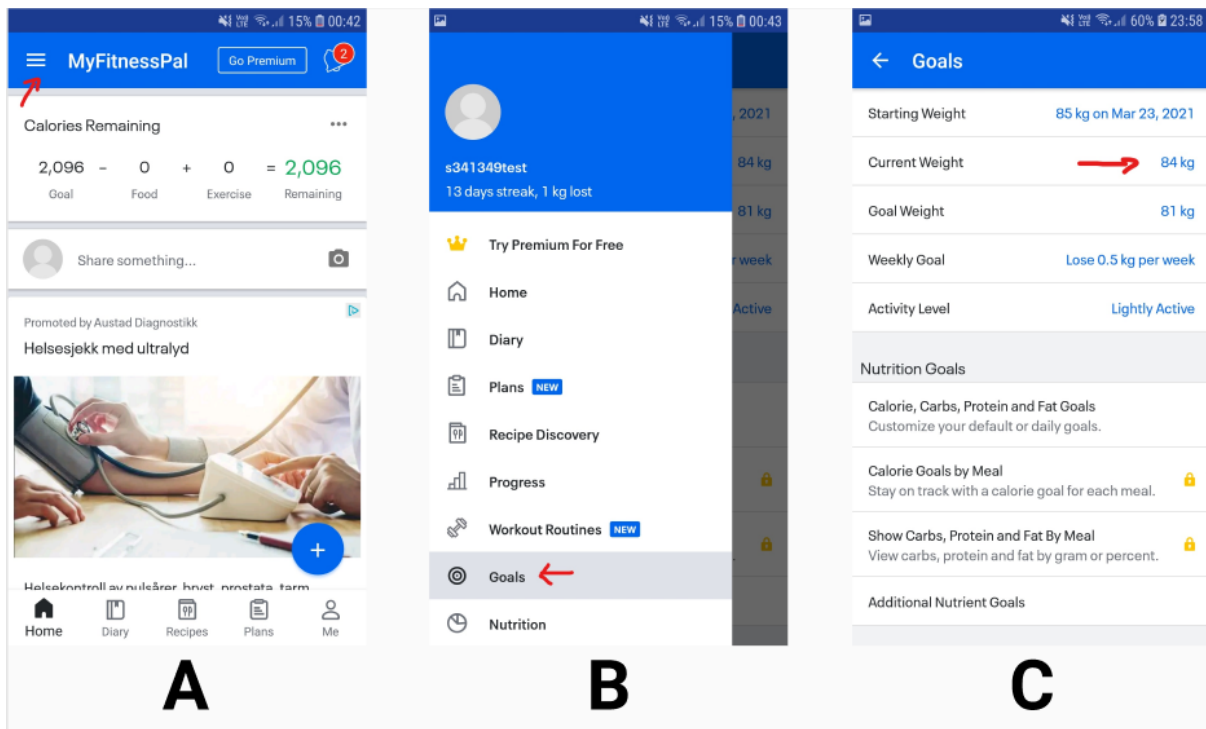 15% 00:42
MyFitnessPal Go Premium 2
Calories Remaining
2,096 - 0 + 0 = 2,096
Goal Food Exercise Remaining
Share something...
Promoted by Austad Diagnostikk
Helsesjekk med ultralyd
+
Helsekontroll av pulsårer, bryst, prostata, tarm
Home Diary Recipes Plans Me
A
15% 00:43
s341349test
13 days streak, 1 kg lost
Try Premium For Free
Home
Diary
Plans NEW
Recipe Discovery
Progress
Workout Routines NEW
Goals
Nutrition
, 2021
84 kg
81 kg
r week
Active
B
60% 23:58
Goals
Starting Weight 85 kg on Mar 23, 2021
Current Weight 84 kg
Goal Weight 81 kg
Weekly Goal Lose 0.5 kg per week
Activity Level Lightly Active
Nutrition Goals
Calorie, Carbs, Protein and Fat Goals
Customize your default or daily goals.
Calorie Goals by Meal
Stay on track with a calorie goal for each meal.
Show Carbs, Protein and Fat By Meal
View carbs, protein and fat by gram or percent.
Additional Nutrient Goals
C